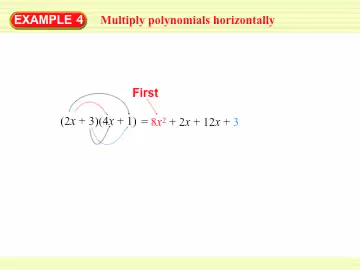 EXAMPLE 4 Multiply polynomials horizontally
First
(2x + 3)(4x + 1) = 8x² + 2x + 12x + 3